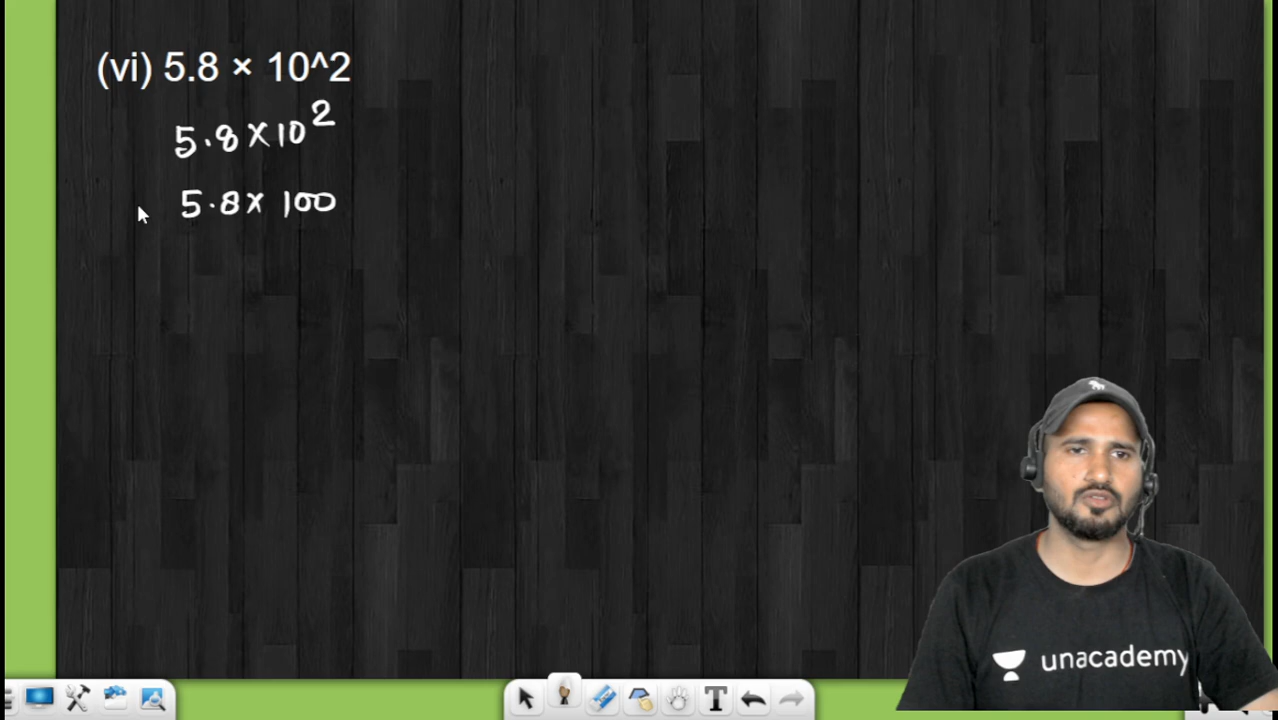 (vi) 5.8 × 10^2
5.8 × 10²
5.8 × 100
unacademy
T